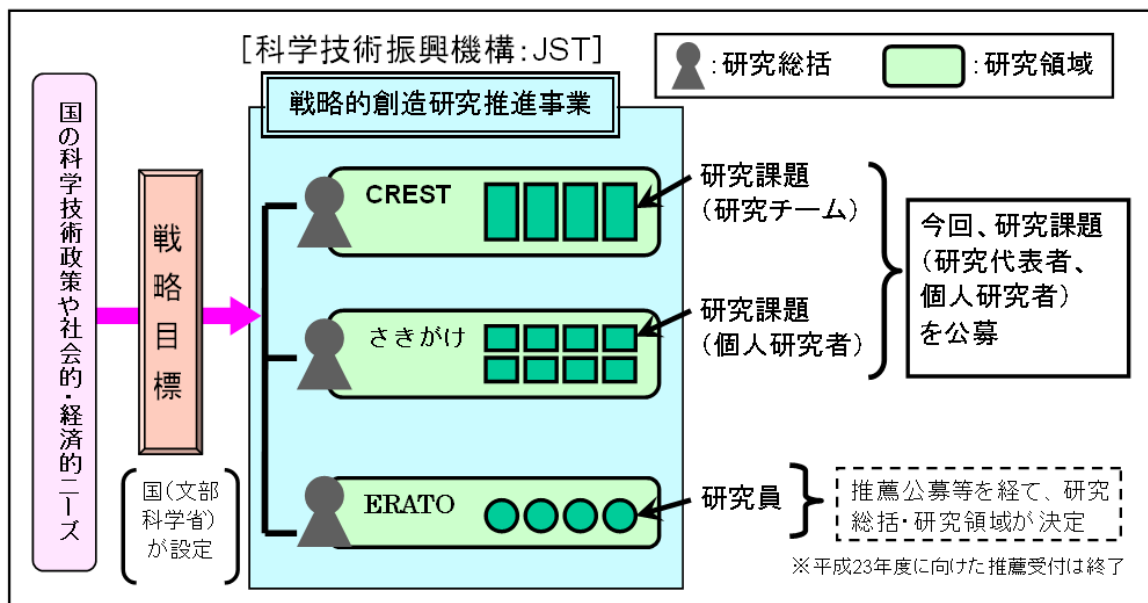 [科学技術振興機構:JST]
:研究総括
:研究領域
戦略的創造研究推進事業
国の科学技術政策や社会的・経済的ニーズ
戦略目標
国(文部
科学省)
が設定
CREST
研究課題
(研究チーム)
さきがけ
研究課題
(個人研究者)
今回、研究課題
(研究代表者、
個人研究者)
を公募
ERATO
研究員
推薦公募等を経て、研究
総括・研究領域が決定
※平成23年度に向けた推薦受付は終了